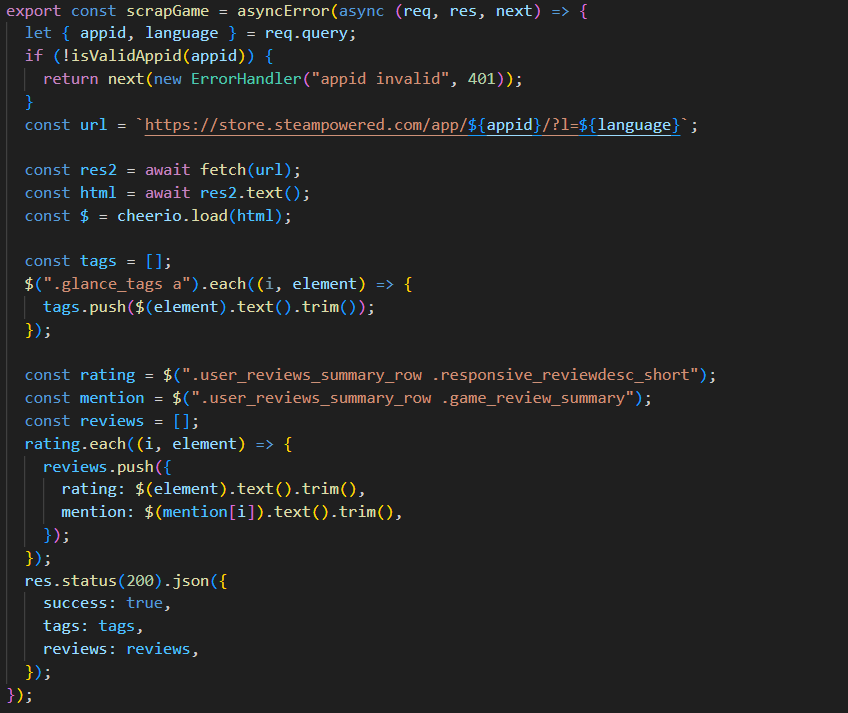 export const scrapGame = asyncError(async (req, res, next) => {
  let { appid, language } = req.query;
  if (!isValidAppid(appid)) {
    return next(new ErrorHandler("appid invalid", 401));
  }
  const url = `https://store.steampowered.com/app/${appid}/?l=${language}`;

  const res2 = await fetch(url);
  const html = await res2.text();
  const $ = cheerio.load(html);

  const tags = [];
  $(".glance_tags a").each((i, element) => {
    tags.push($(element).text().trim());
  });

  const rating = $(".user_reviews_summary_row .responsive_reviewdesc_short");
  const mention = $(".user_reviews_summary_row .game_review_summary");
  const reviews = [];
  rating.each((i, element) => {
    reviews.push({
      rating: $(element).text().trim(),
      mention: $(mention[i]).text().trim(),
    });
  });
  res.status(200).json({
    success: true,
    tags: tags,
    reviews: reviews,
  });
});